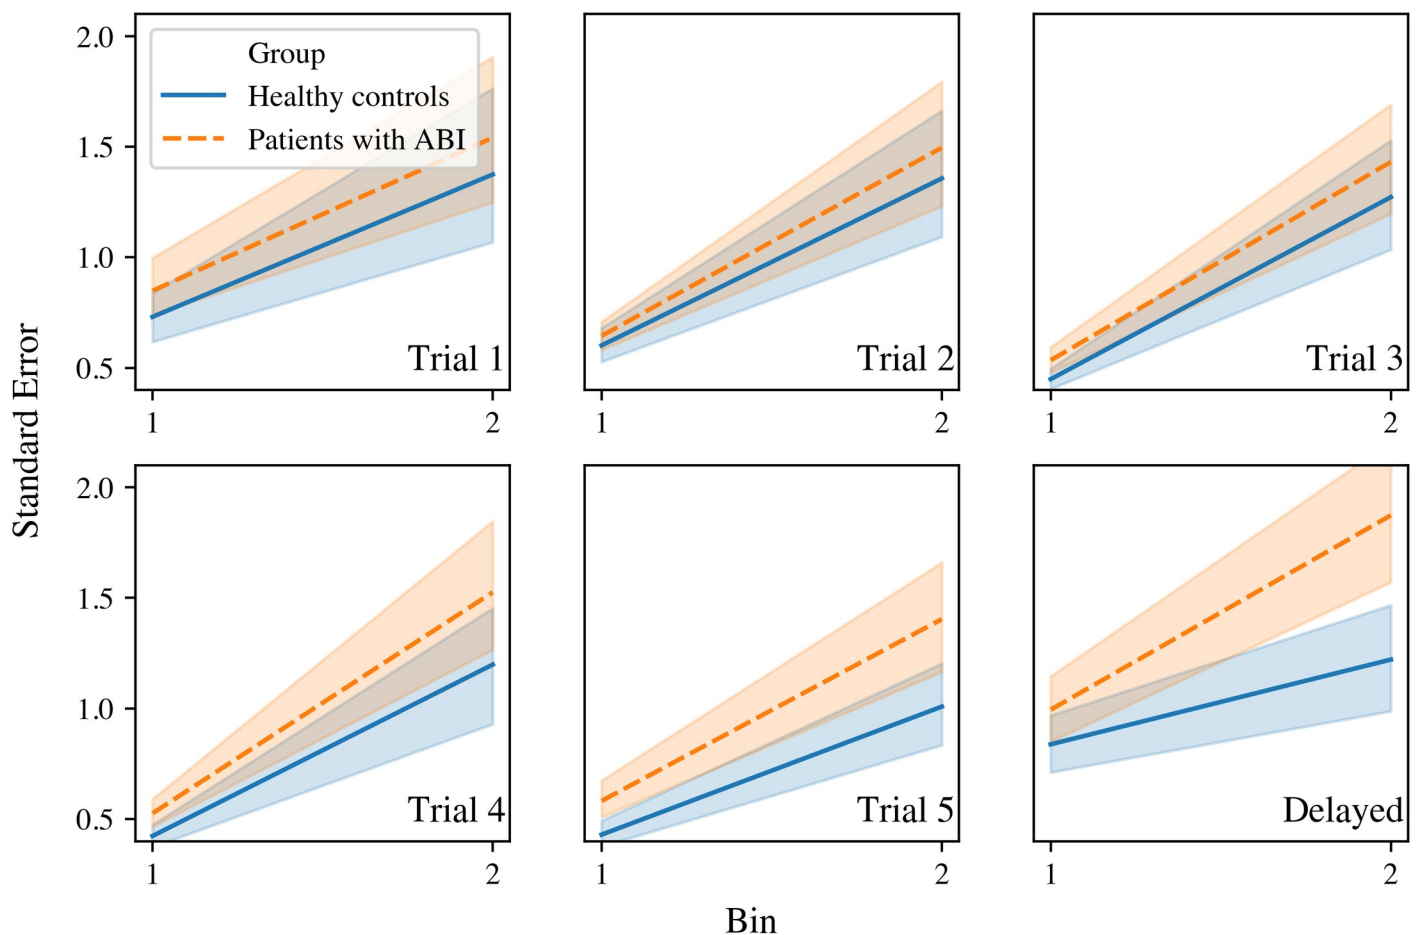 2.0
1.5
1.0
0.5
Group
Healthy controls
Patients with ABI
Trial 1
1 2
Trial 2
1 2
Trial 3
1 2
Standard Error
2.0
1.5
1.0
0.5
Trial 4
1 2
Trial 5
1 2
Delayed
1 2
Bin